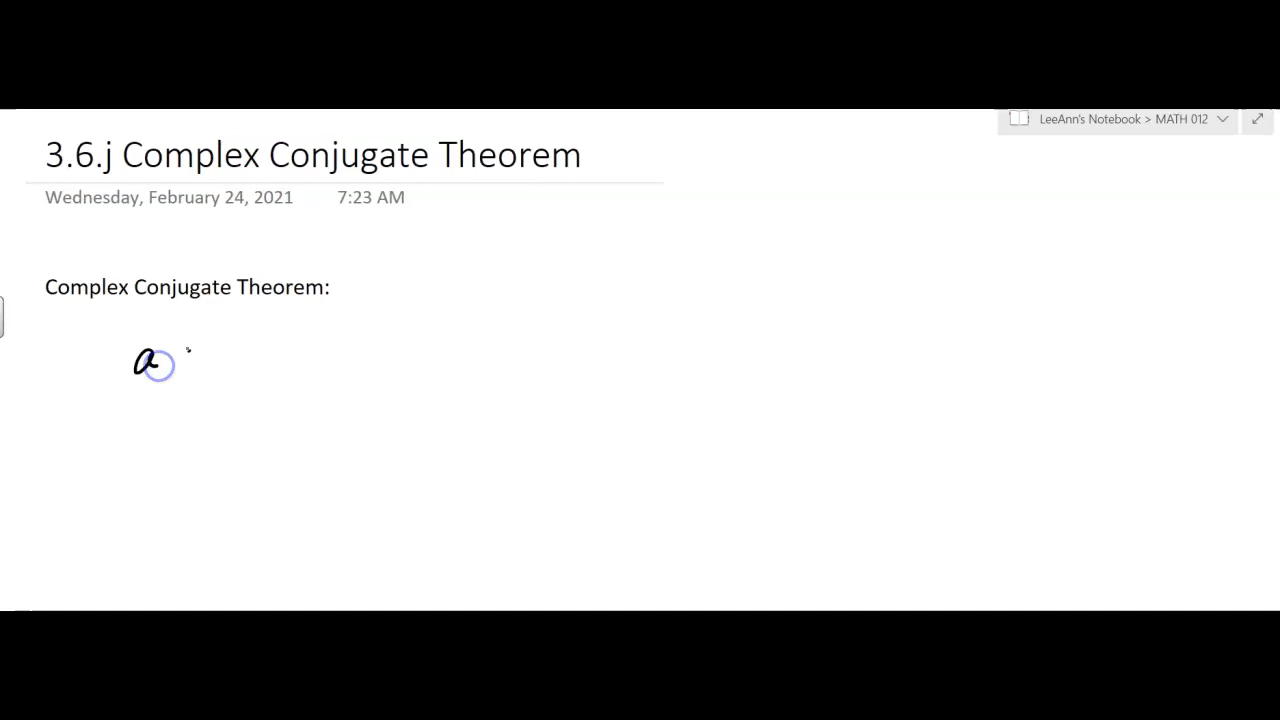 LeeAnn's Notebook > MATH 012
3.6.j Complex Conjugate Theorem
Wednesday, February 24, 2021 7:23 AM
Complex Conjugate Theorem:
a